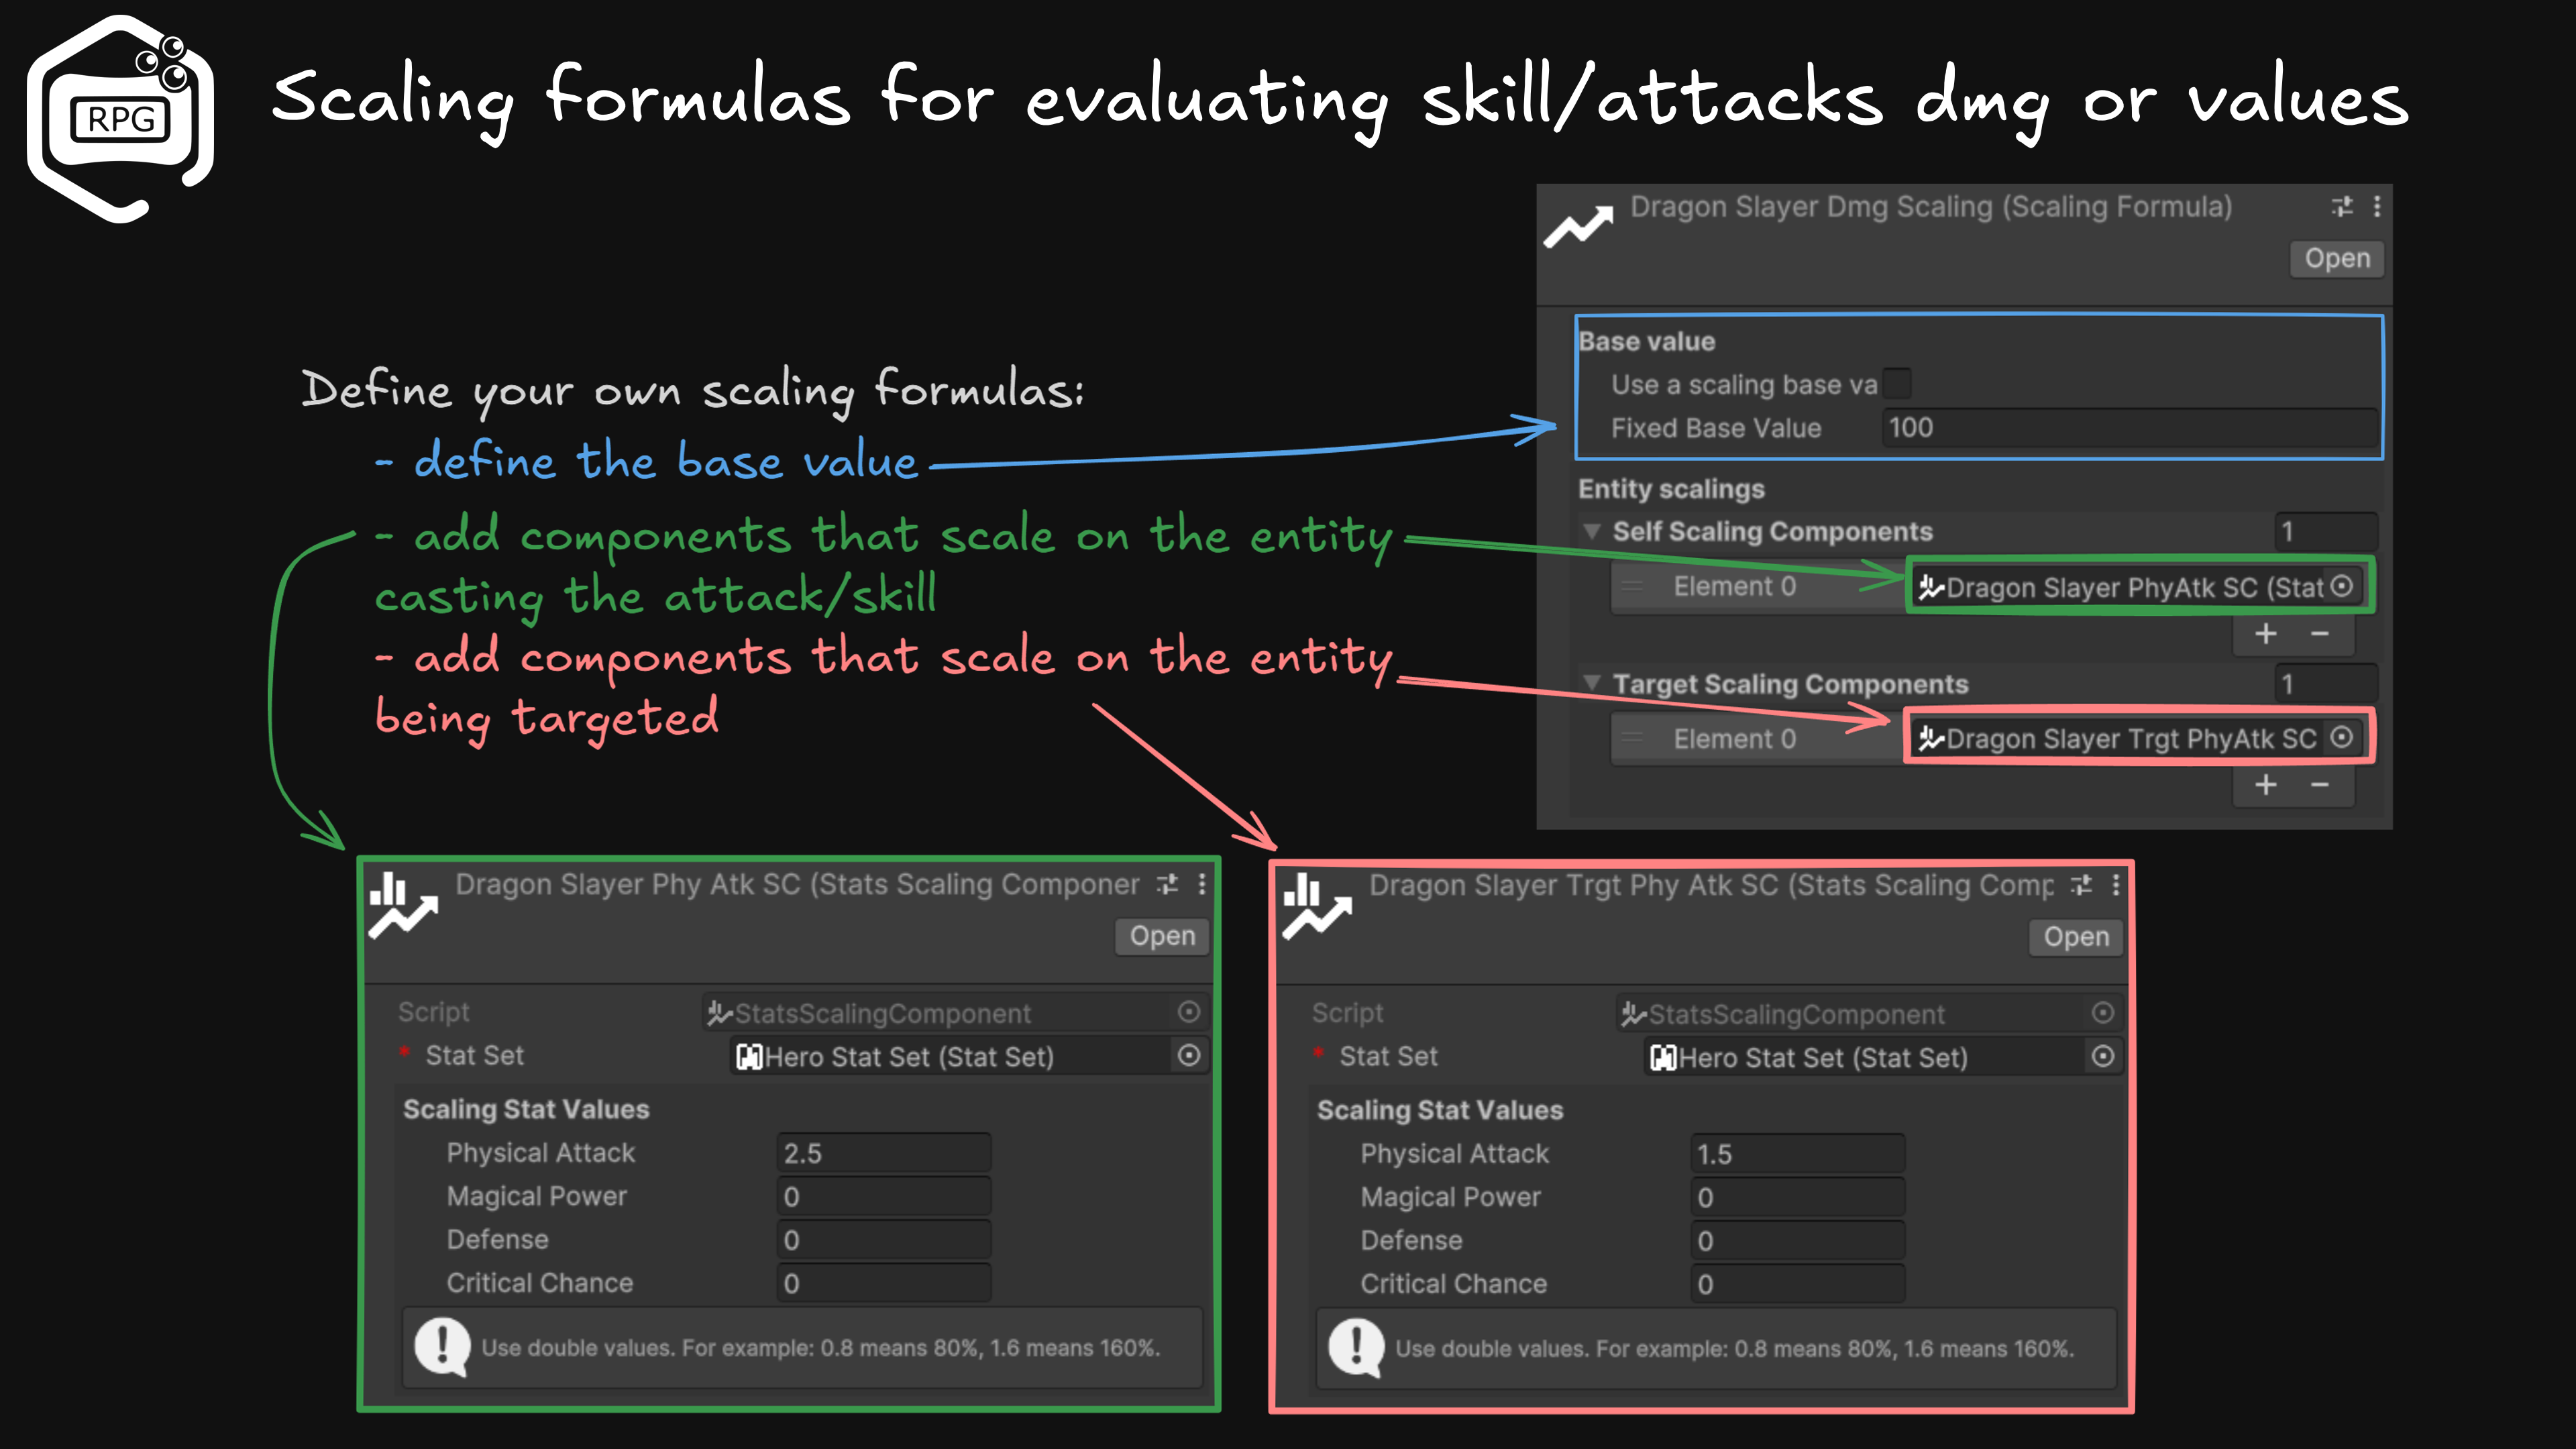 RPG
Scaling formulas for evaluating skill/attacks dmg or values
Define your own scaling formulas:
- define the base value
- add components that scale on the entity
casting the attack/skill
- add components that scale on the entity
being targeted
Dragon Slayer Dmg Scaling (Scaling Formula)
Open
Base value
Use a scaling base va
Fixed Base Value 100
Entity scalings
Self Scaling Components 1
Element 0 Dragon Slayer PhyAtk SC (Stat
+ −
Target Scaling Components 1
Element 0 Dragon Slayer Trgt PhyAtk SC
+ −
Dragon Slayer Phy Atk SC (Stats Scaling Componer
Open
Script StatsScalingComponent
* Stat Set Hero Stat Set (Stat Set)
Scaling Stat Values
Physical Attack 2.5
Magical Power 0
Defense 0
Critical Chance 0
Use double values. For example: 0.8 means 80%, 1.6 means 160%.
Dragon Slayer Trgt Phy Atk SC (Stats Scaling Comp
Open
Script StatsScalingComponent
* Stat Set Hero Stat Set (Stat Set)
Scaling Stat Values
Physical Attack 1.5
Magical Power 0
Defense 0
Critical Chance 0
Use double values. For example: 0.8 means 80%, 1.6 means 160%.